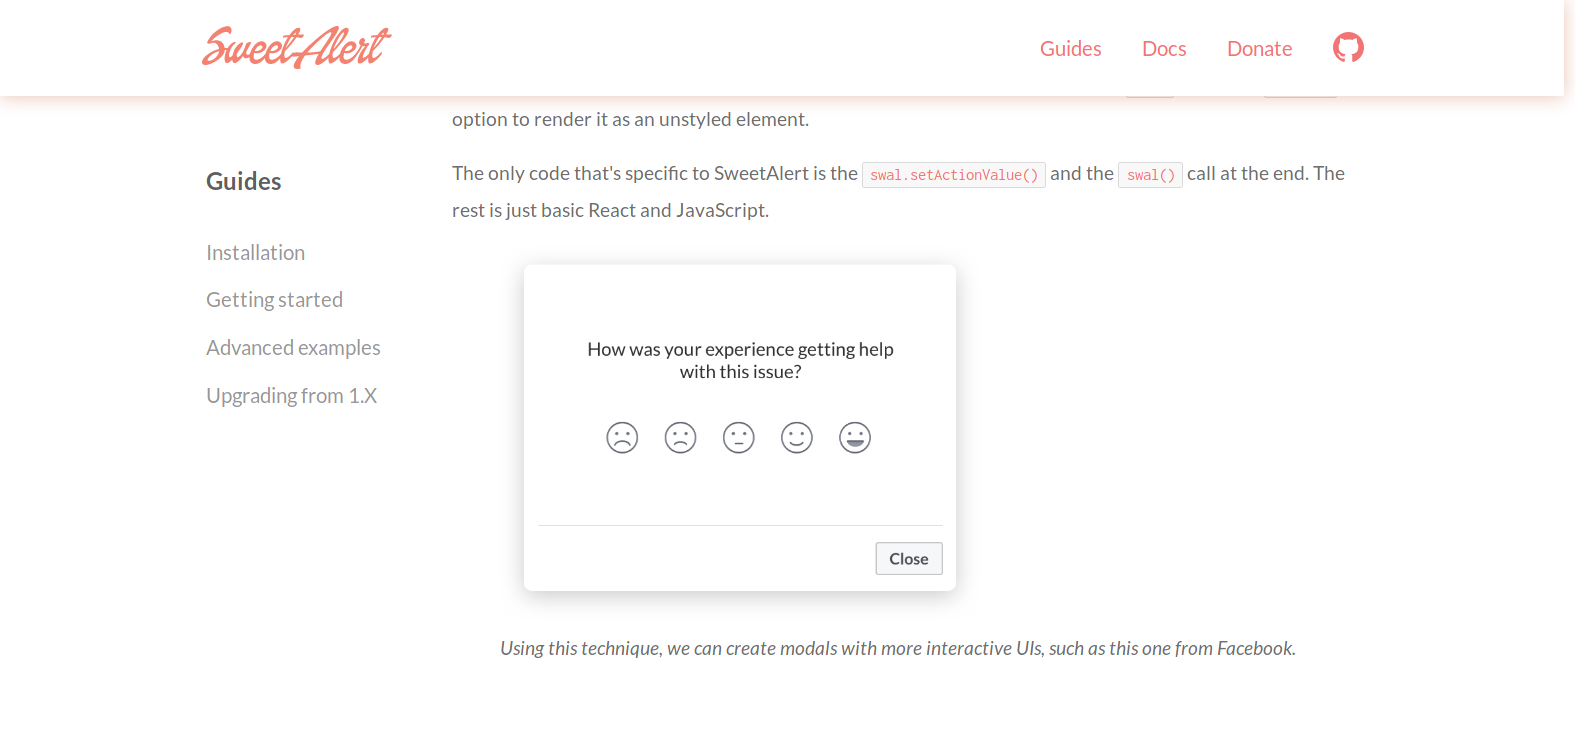 SweetAlert
Guides
Docs
Donate
option to render it as an unstyled element.
Guides
Installation
Getting started
Advanced examples
Upgrading from 1.X
The only code that's specific to SweetAlert is the swal.setActionValue() and the swal() call at the end. The
rest is just basic React and JavaScript.
How was your experience getting help
with this issue?
Close
Using this technique, we can create modals with more interactive UIs, such as this one from Facebook.